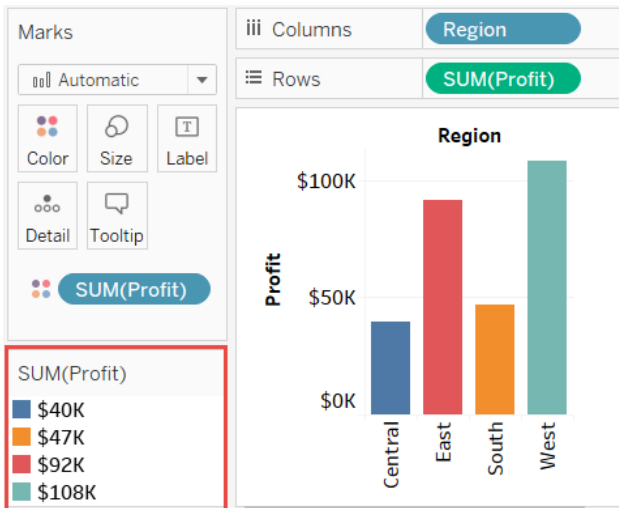 Marks
Automatic
Color Size Label
Detail Tooltip
SUM(Profit)
SUM(Profit)
$40K
$47K
$92K
$108K
Columns Region
Rows SUM(Profit)
Region
$100K
$50K
$0K
Profit
Central East South West